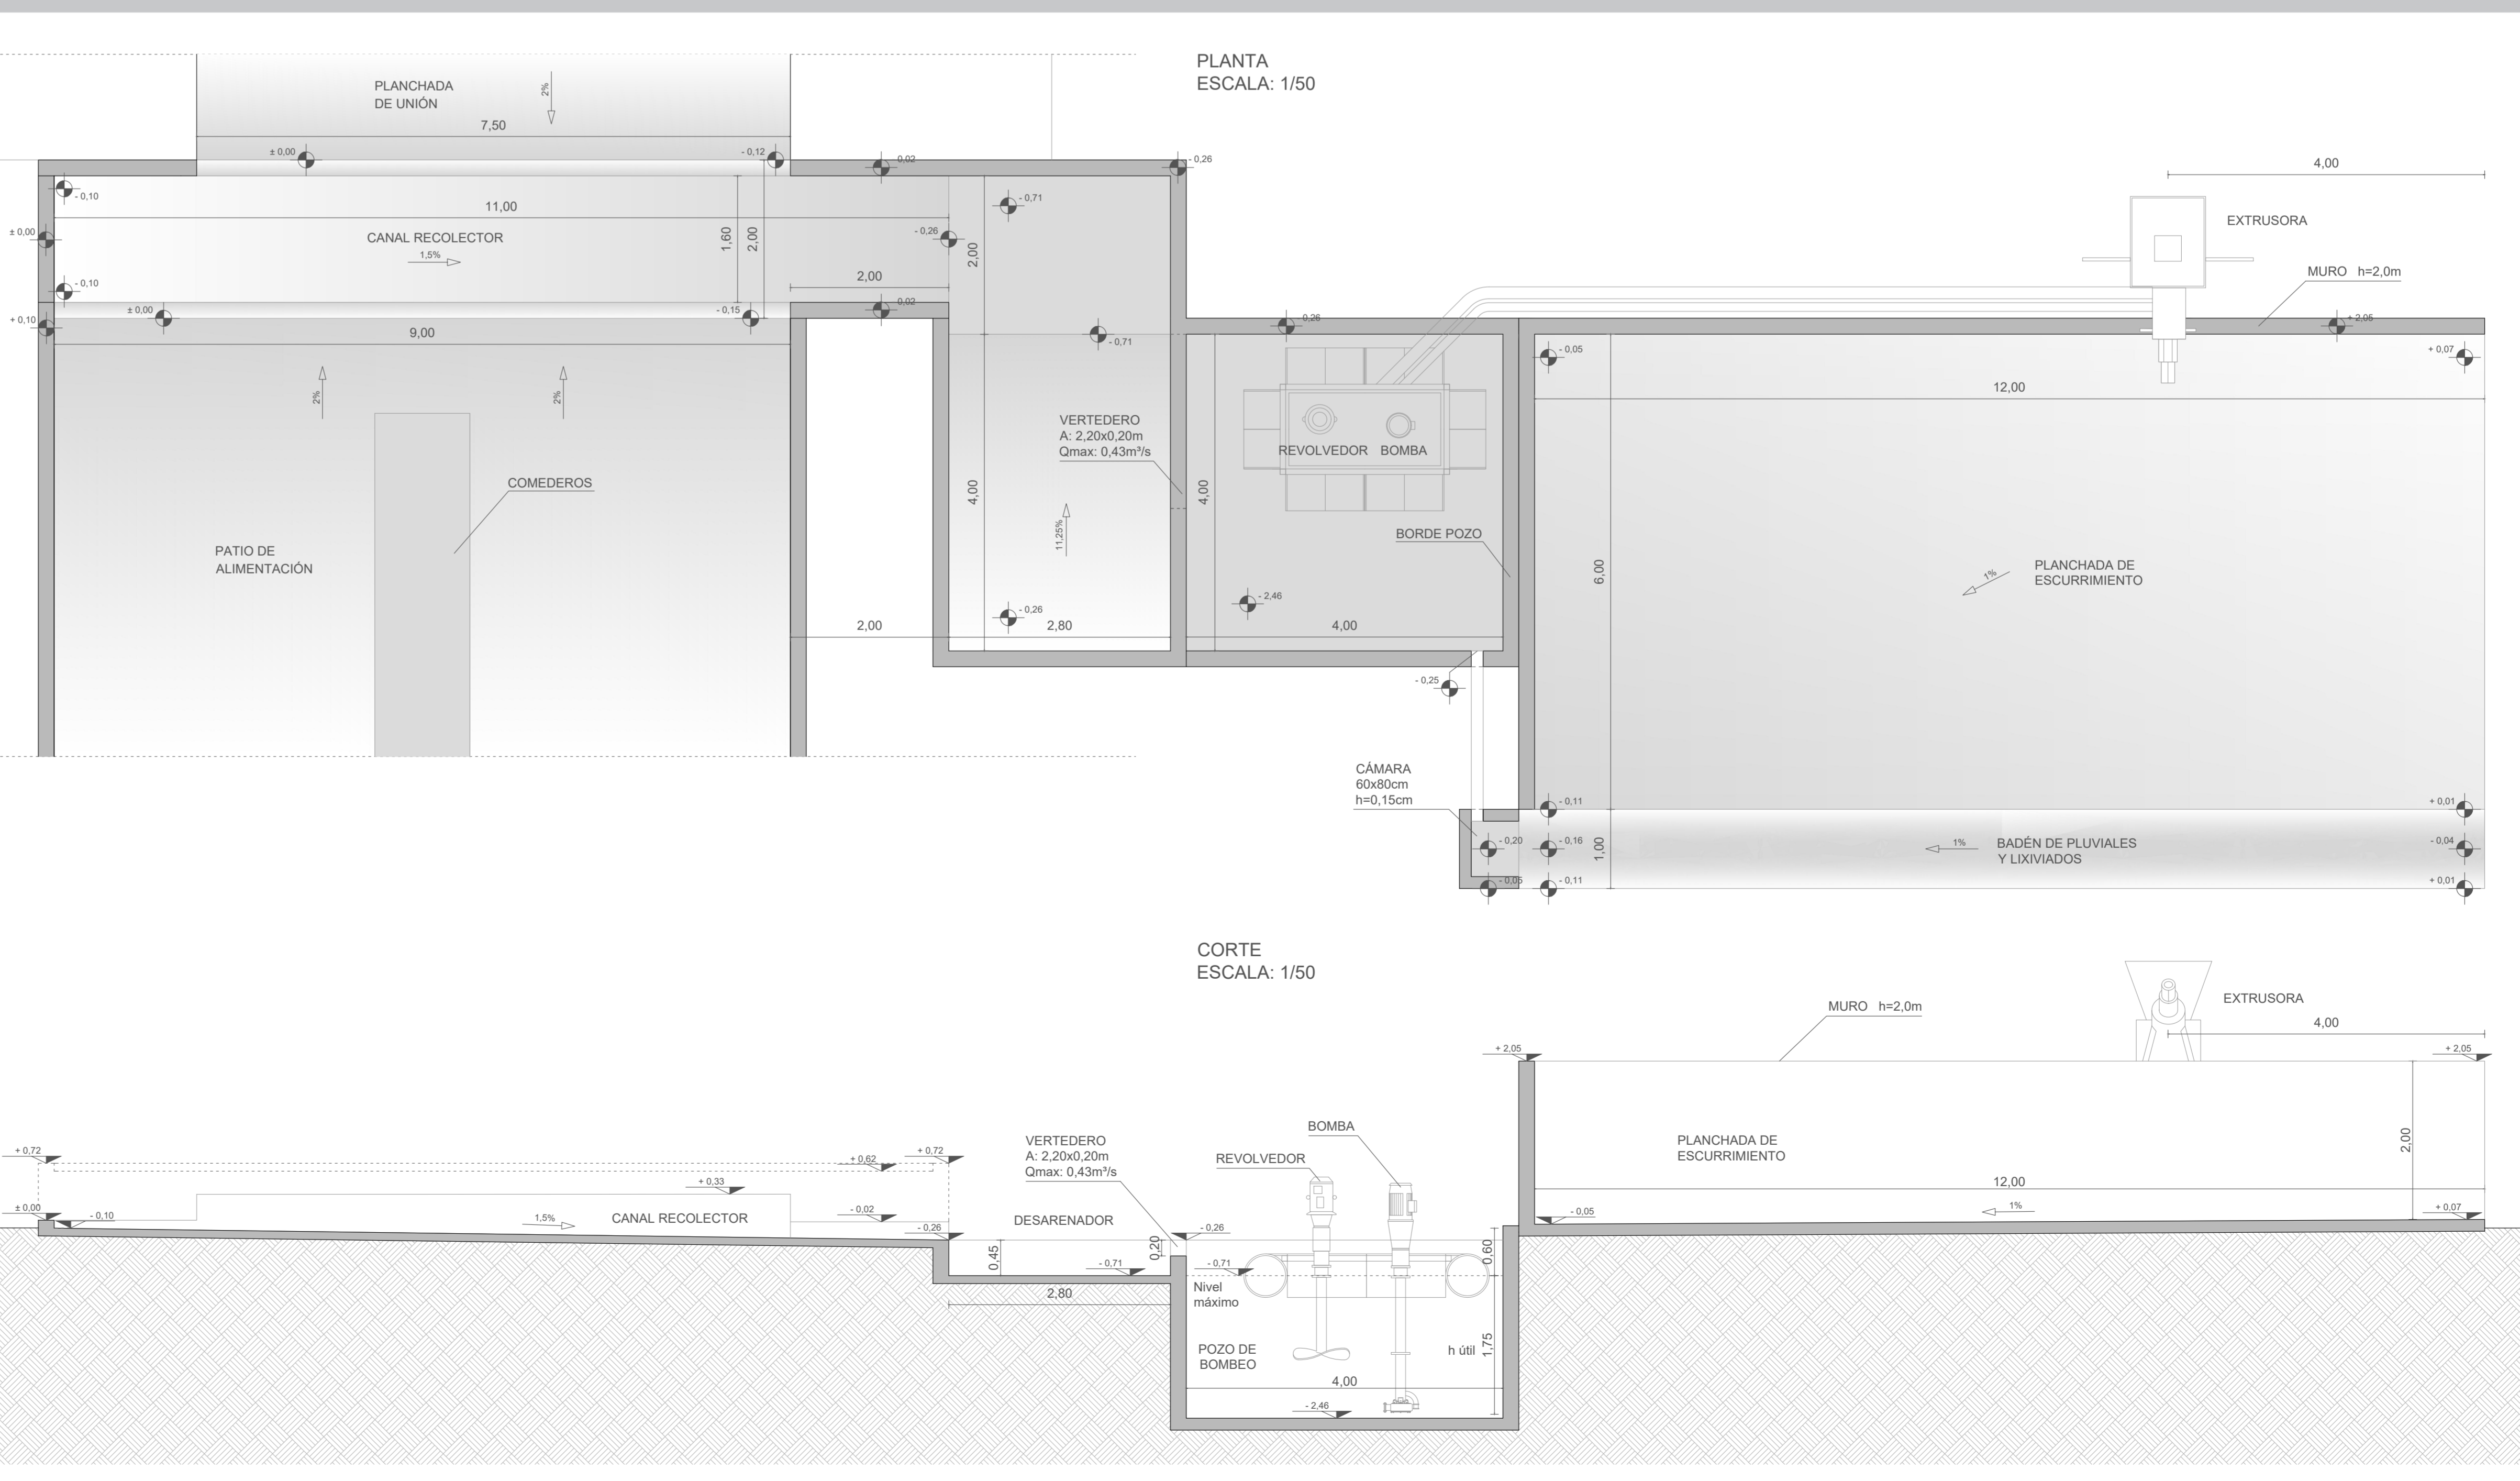 PLANTA
ESCALA: 1/50
PLANCHADA
DE UNIÓN
2%
7,50
± 0,00
- 0,12
0,02
- 0,26
4,00
- 0,10
- 0,71
11,00
EXTRUSORA
± 0,00
CANAL RECOLECTOR
1,5%
1,60
2,00
- 0,26
2,00
MURO   h=2,0m
- 0,10
2,00
0,02
± 0,00
- 0,15
+ 0,10
9,00
0,26
+ 2,05
- 0,71
- 0,05
+ 0,07
12,00
2%
2%
VERTEDERO
A: 2,20x0,20m
Qmax: 0,43m³/s
REVOLVEDOR
BOMBA
COMEDEROS
4,00
4,00
11,25%
BORDE POZO
PATIO DE
ALIMENTACIÓN
6,00
PLANCHADA DE
ESCURRIMIENTO
1%
- 2,46
- 0,26
2,00
2,80
4,00
- 0,25
CÁMARA
60x80cm
h=0,15cm
- 0,11
+ 0,01
- 0,20
- 0,16
1,00
1%
BADÉN DE PLUVIALES
Y LIXIVIADOS
- 0,04
- 0,05
- 0,11
+ 0,01
CORTE
ESCALA: 1/50
EXTRUSORA
MURO   h=2,0m
4,00
+ 2,05
+ 2,05
BOMBA
VERTEDERO
A: 2,20x0,20m
Qmax: 0,43m³/s
REVOLVEDOR
PLANCHADA DE
ESCURRIMIENTO
2,00
+ 0,72
+ 0,62
+ 0,72
+ 0,33
12,00
± 0,00
- 0,10
1,5%
CANAL RECOLECTOR
- 0,02
- 0,26
DESARENADOR
- 0,26
- 0,05
1%
+ 0,07
0,45
0,20
0,60
- 0,71
- 0,71
2,80
Nivel
máximo
POZO DE
BOMBEO
h útil
1,75
4,00
- 2,46